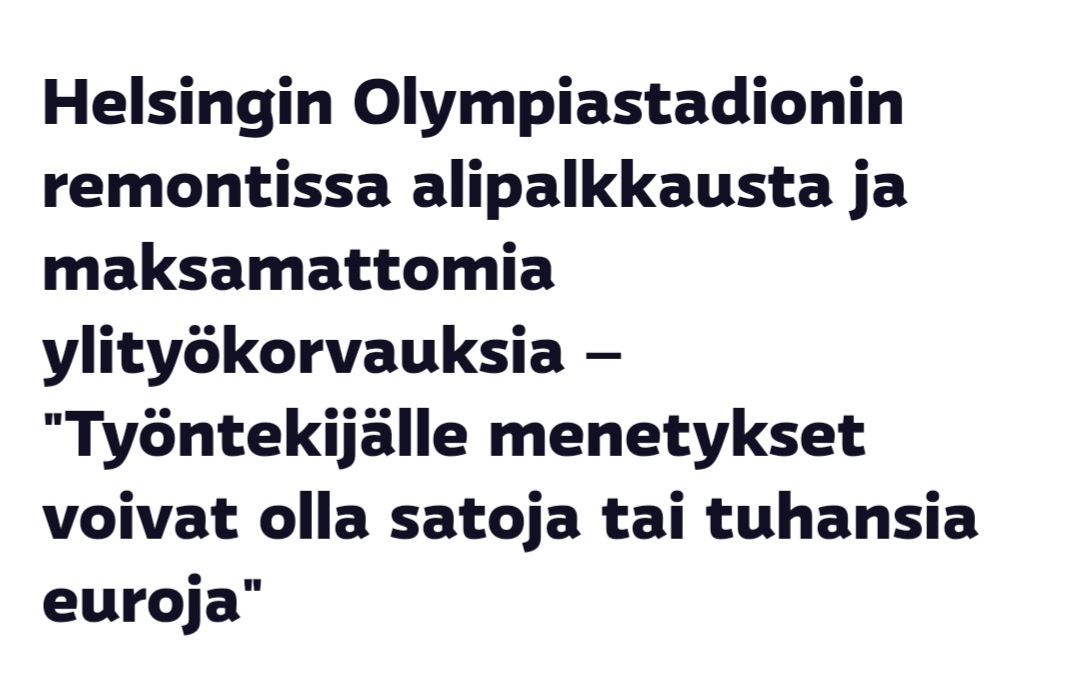 Helsingin Olympiastadionin
remontissa alipalkkausta ja
maksamattomia
ylityökorvauksia –
"Työntekijälle menetykset
voivat olla satoja tai tuhansia
euroja"